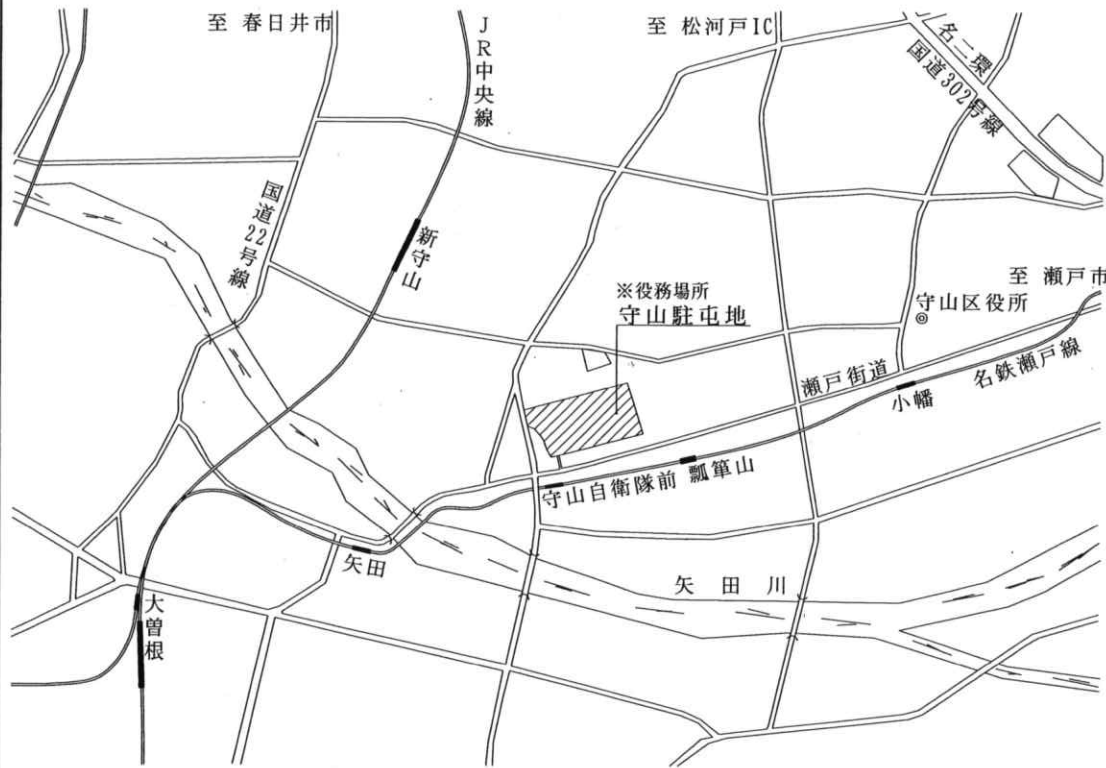 至 春日井市
JR中央線
至 松河戸IC
名二環
国道302号線
国道22号線
新守山
※役務場所
守山駐屯地
至 瀬戸市
守山区役所
瀬戸街道
名鉄瀬戸線
小幡
守山自衛隊前
瓢箪山
矢田
矢田川
大曽根